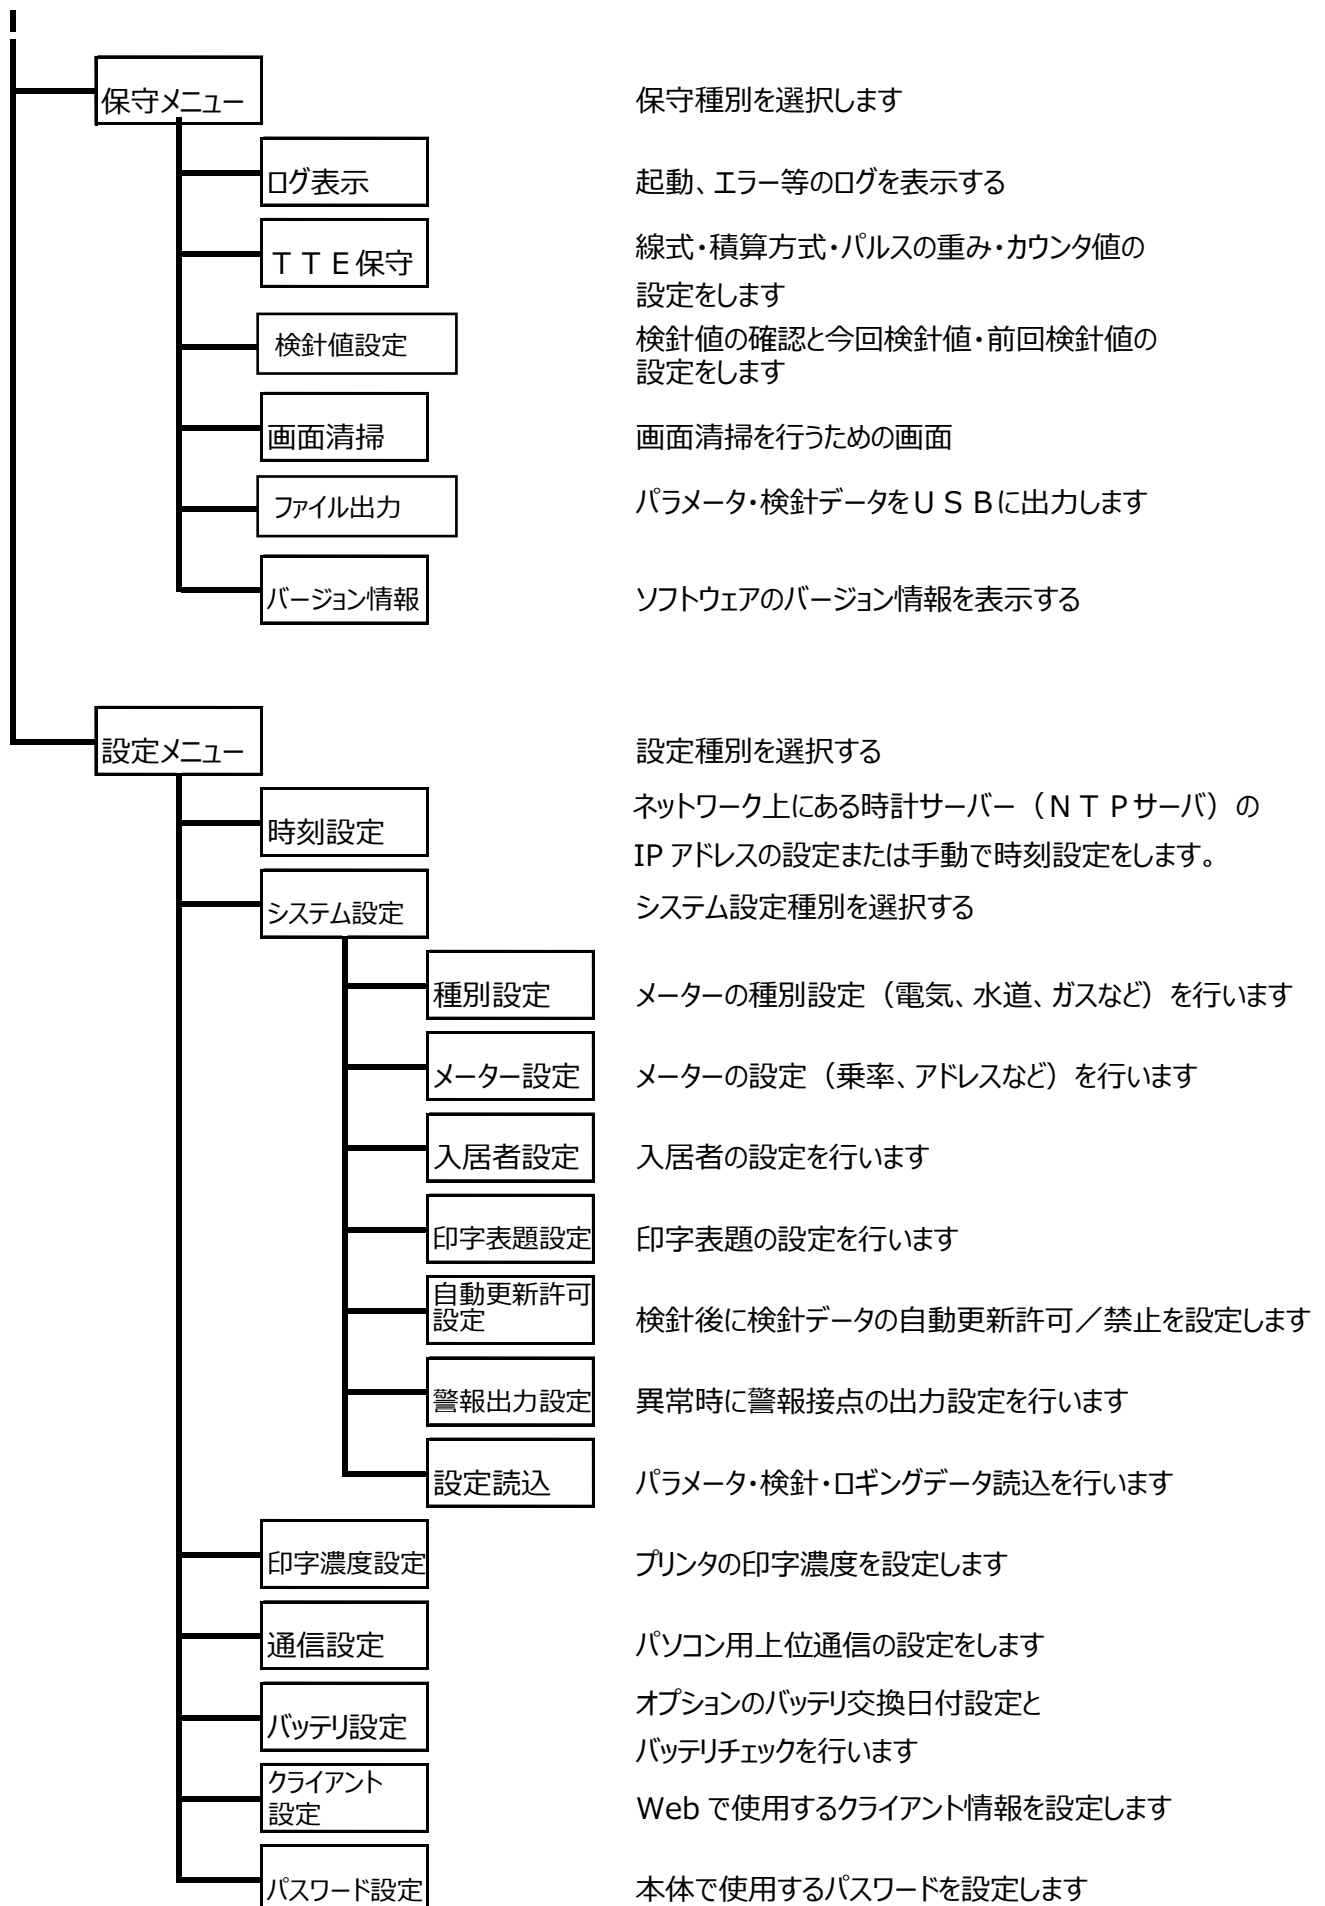 保守メニュー
保守種別を選択します
ログ表示
起動、エラー等のログを表示する
ＴＴＥ保守
線式・積算方式・パルスの重み・カウンタ値の
設定をします
検針値設定
検針値の確認と今回検針値・前回検針値の
設定をします
画面清掃
画面清掃を行うための画面
ファイル出力
パラメータ・検針データをＵＳＢに出力します
バージョン情報
ソフトウェアのバージョン情報を表示する
設定メニュー
設定種別を選択する
時刻設定
ネットワーク上にある時計サーバー（ＮＴＰサーバ）の
IP アドレスの設定または手動で時刻設定をします。
システム設定
システム設定種別を選択する
種別設定
メーターの種別設定（電気、水道、ガスなど）を行います
メーター設定
メーターの設定（乗率、アドレスなど）を行います
入居者設定
入居者の設定を行います
印字表題設定
印字表題の設定を行います
自動更新許可
設定
検針後に検針データの自動更新許可／禁止を設定します
警報出力設定
異常時に警報接点の出力設定を行います
設定読込
パラメータ・検針・ロギングデータ読込を行います
印字濃度設定
プリンタの印字濃度を設定します
通信設定
パソコン用上位通信の設定をします
バッテリ設定
オプションのバッテリ交換日付設定と
バッテリチェックを行います
クライアント
設定
Web で使用するクライアント情報を設定します
パスワード設定
本体で使用するパスワードを設定します